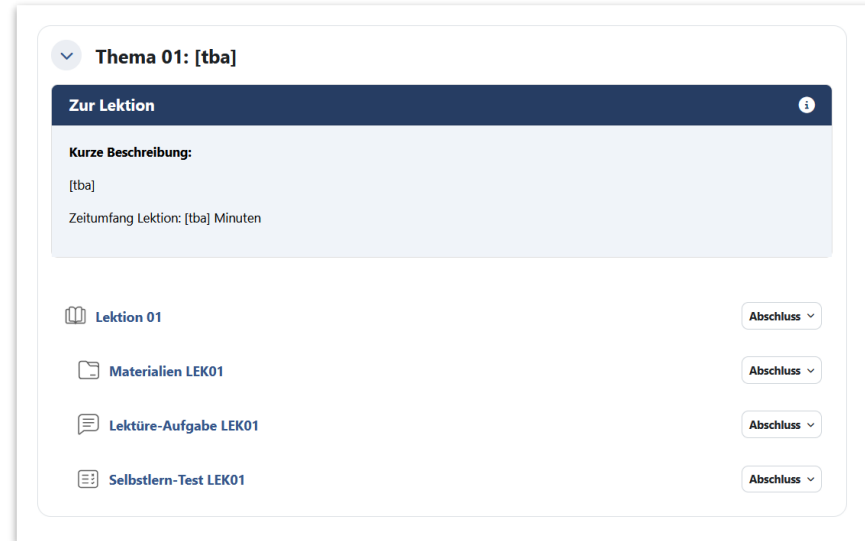 Thema 01: [tba]
Zur Lektion
Kurze Beschreibung:
[tba]
Zeitumfang Lektion: [tba] Minuten
Lektion 01
Abschluss
Materialien LEK01
Abschluss
Lektüre-Aufgabe LEK01
Abschluss
Selbstlern-Test LEK01
Abschluss